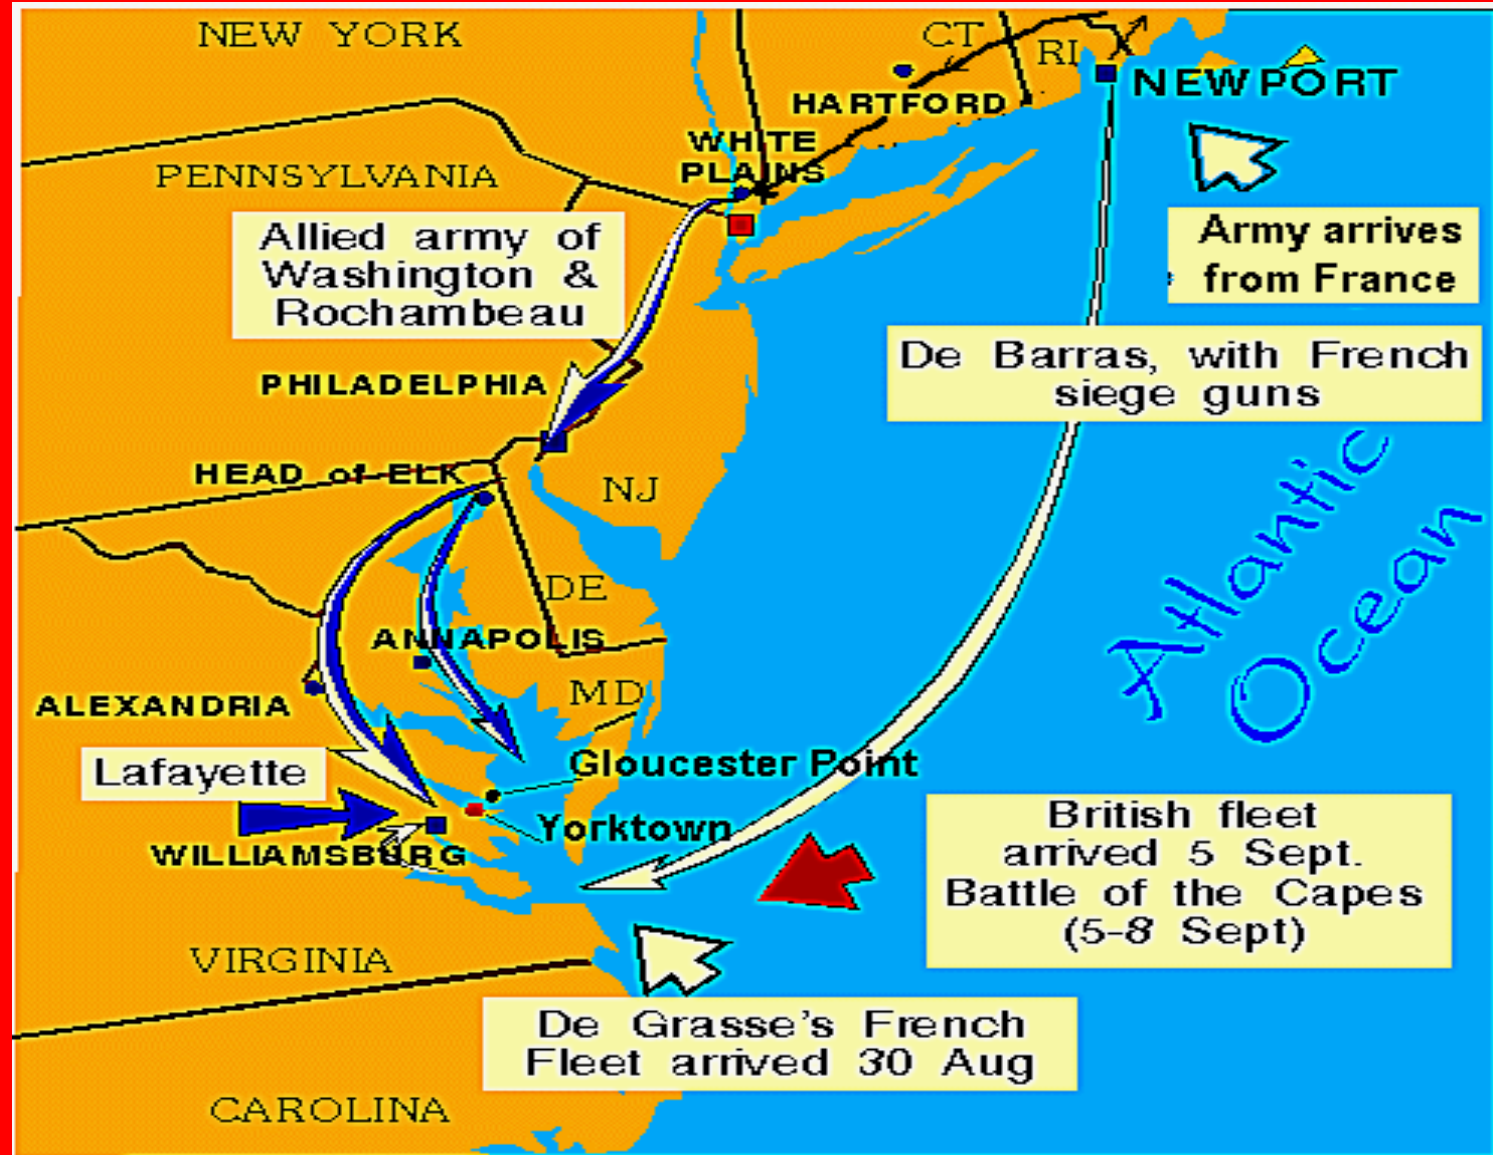 NEW YORK
CT
RI
NEWPORT
HARTFORD
WHITE
PLAINS
PENNSYLVANIA
Allied army of
Washington &
Rochambeau
Army arrives
from France
De Barras, with French
siege guns
PHILADELPHIA
HEAD of ELK
NJ
Atlantic
Ocean
DE
ANNAPOLIS
MD
ALEXANDRIA
Lafayette
Gloucester Point
Yorktown
WILLIAMSBURG
British fleet
arrived 5 Sept.
Battle of the Capes
(5-8 Sept)
VIRGINIA
De Grasse's French
Fleet arrived 30 Aug
CAROLINA